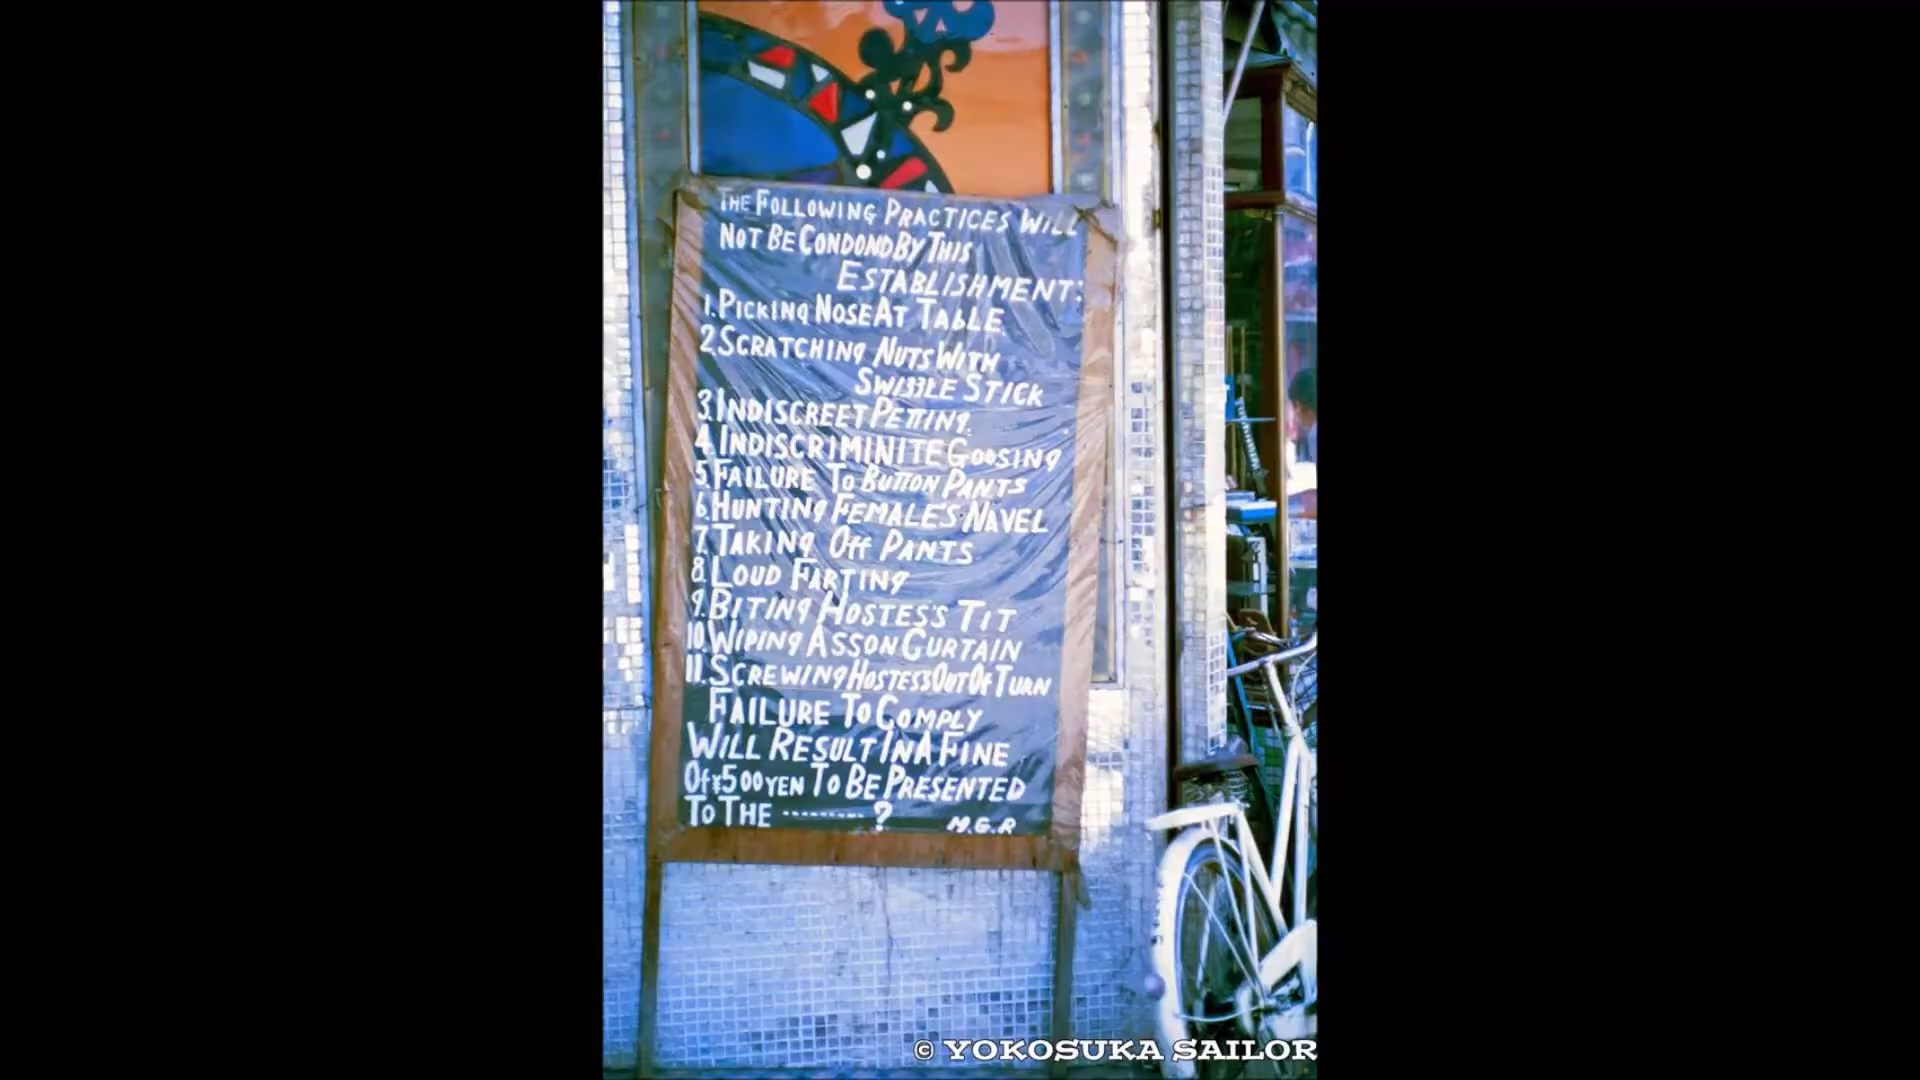 THE FOLLOWING PRACTICES WILL
NOT BE CONDOND BY THIS
ESTABLISHMENT:
1. PICKING NOSE AT TABLE
2. SCRATCHING NUTS WITH
SWIZZLE STICK
3. INDISCREET PETTING.
4. INDISCRIMINITE GOOSING
5. FAILURE TO BUTTON PANTS
6. HUNTING FEMALE'S NAVEL
7. TAKING Off PANTS
8. LOUD FARTING
9. BITING HOSTES'S TIT
10. WIPING ASS ON CURTAIN
11. SCREWING HOSTESS OUT Of TURN
FAILURE TO COMPLY
WILL RESULT IN A FINE
Of ¥500 YEN TO BE PRESENTED
TO THE ---------- ? M.G.R
© YOKOSUKA SAILOR